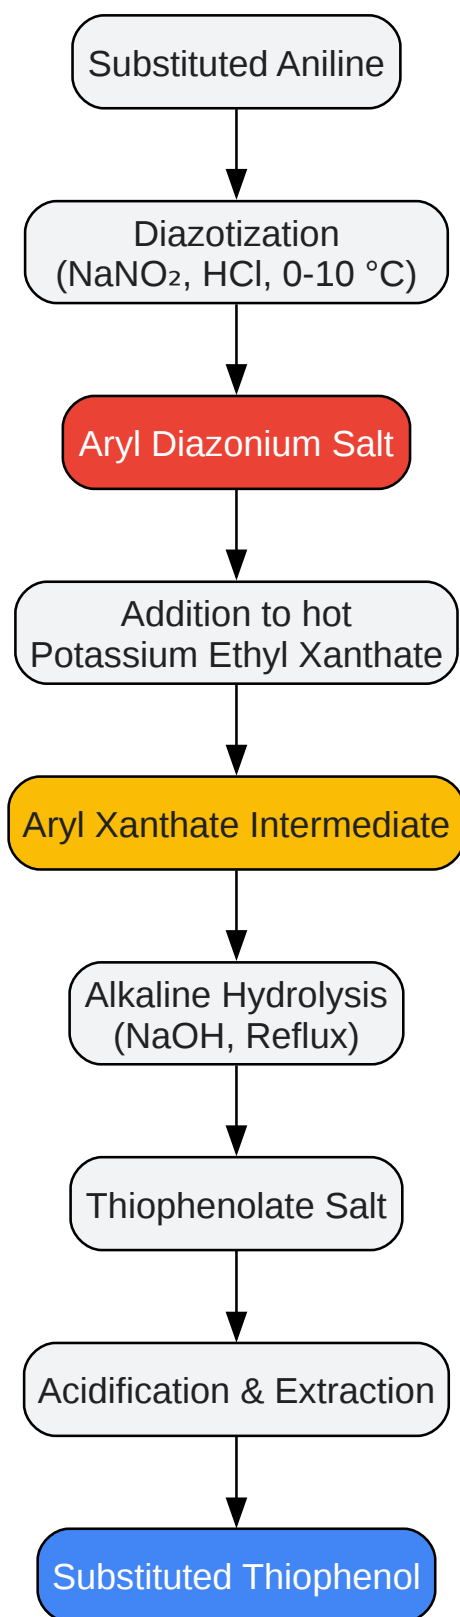 Substituted Aniline
Diazotization
(NaNO₂, HCl, 0-10 °C)
Aryl Diazonium Salt
Addition to hot
Potassium Ethyl Xanthate
Aryl Xanthate Intermediate
Alkaline Hydrolysis
(NaOH, Reflux)
Thiophenolate Salt
Acidification & Extraction
Substituted Thiophenol